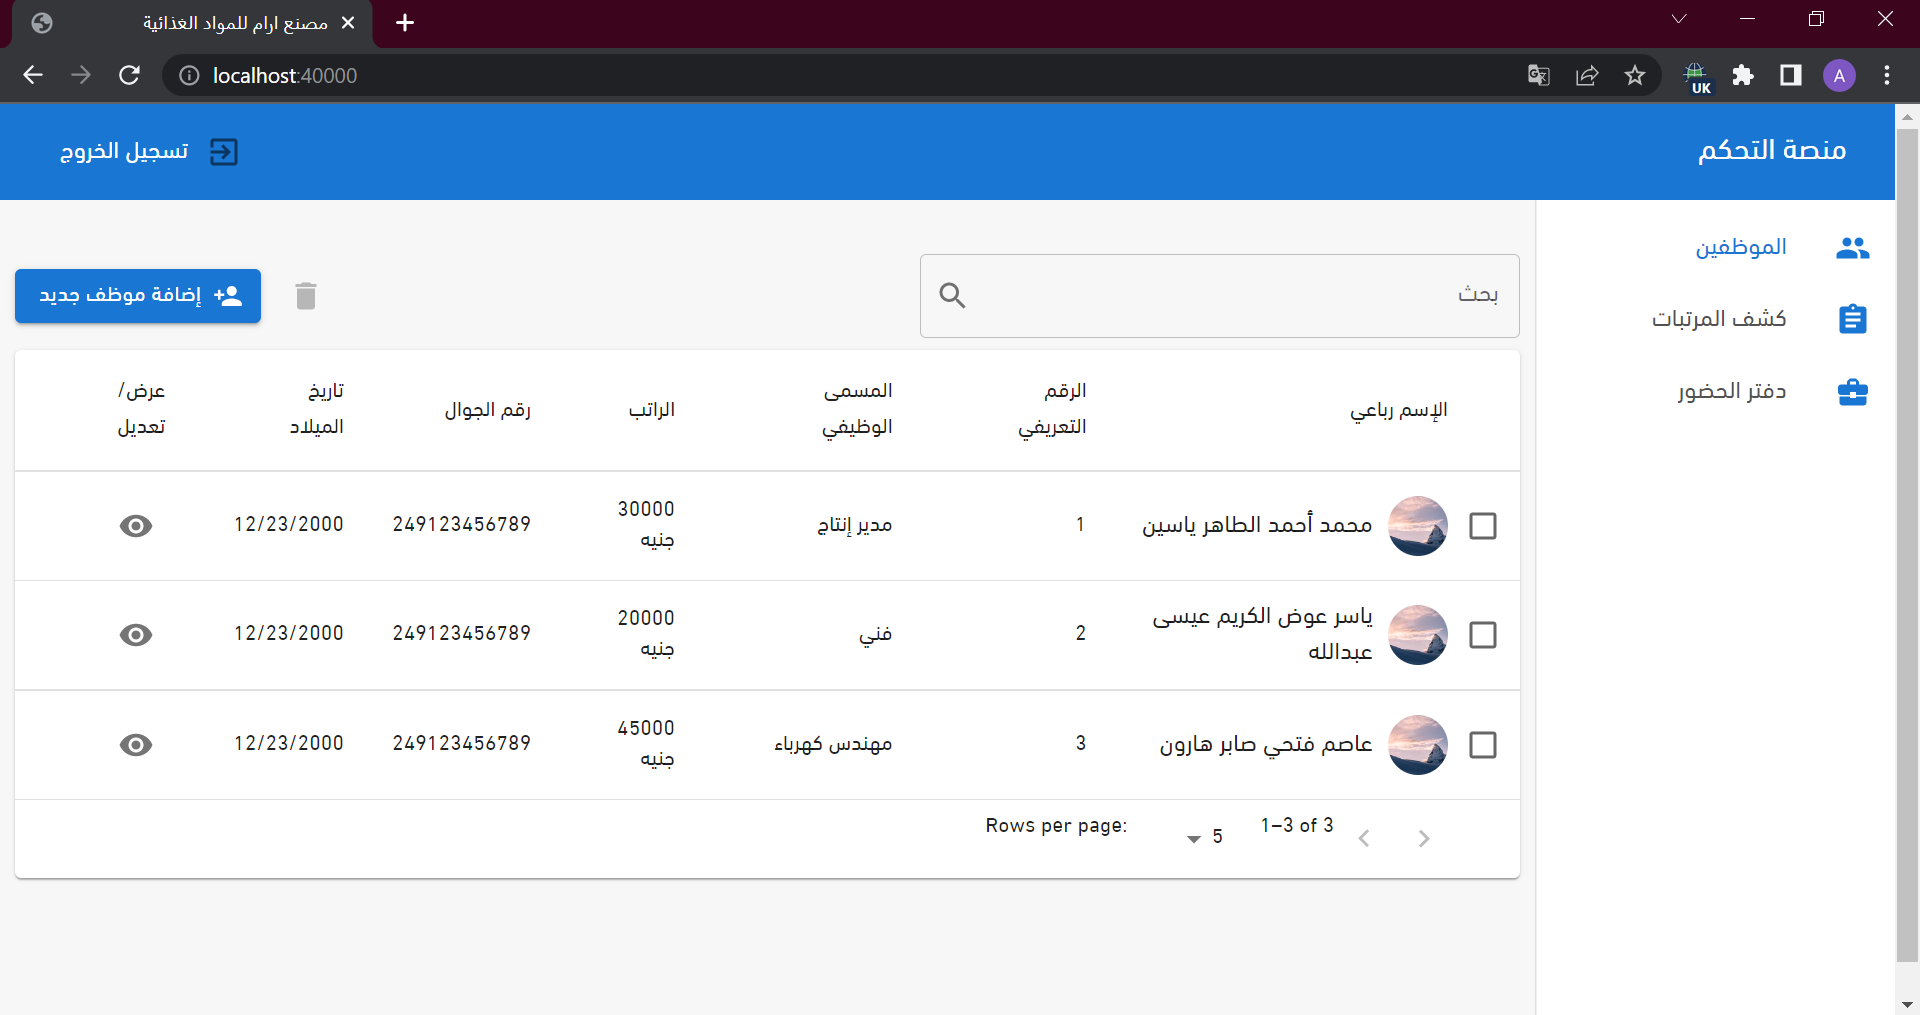 مصنع ارام للمواد الغذائية
localhost:40000
UK
A
منصة التحكم
تسجيل الخروج
الموظفين
كشف المرتبات
دفتر الحضور
بحث
إضافة موظف جديد
الإسم رباعي
الرقم التعريفي
المسمى الوظيفي
الراتب
رقم الجوال
تاريخ الميلاد
عرض/ تعديل
محمد أحمد الطاهر ياسين
1
مدير إنتاج
30000 جنيه
249123456789
12/23/2000
ياسر عوض الكريم عيسى عبدالله
2
فني
20000 جنيه
249123456789
12/23/2000
عاصم فتحي صابر هارون
3
مهندس كهرباء
45000 جنيه
249123456789
12/23/2000
Rows per page:
5
1–3 of 3